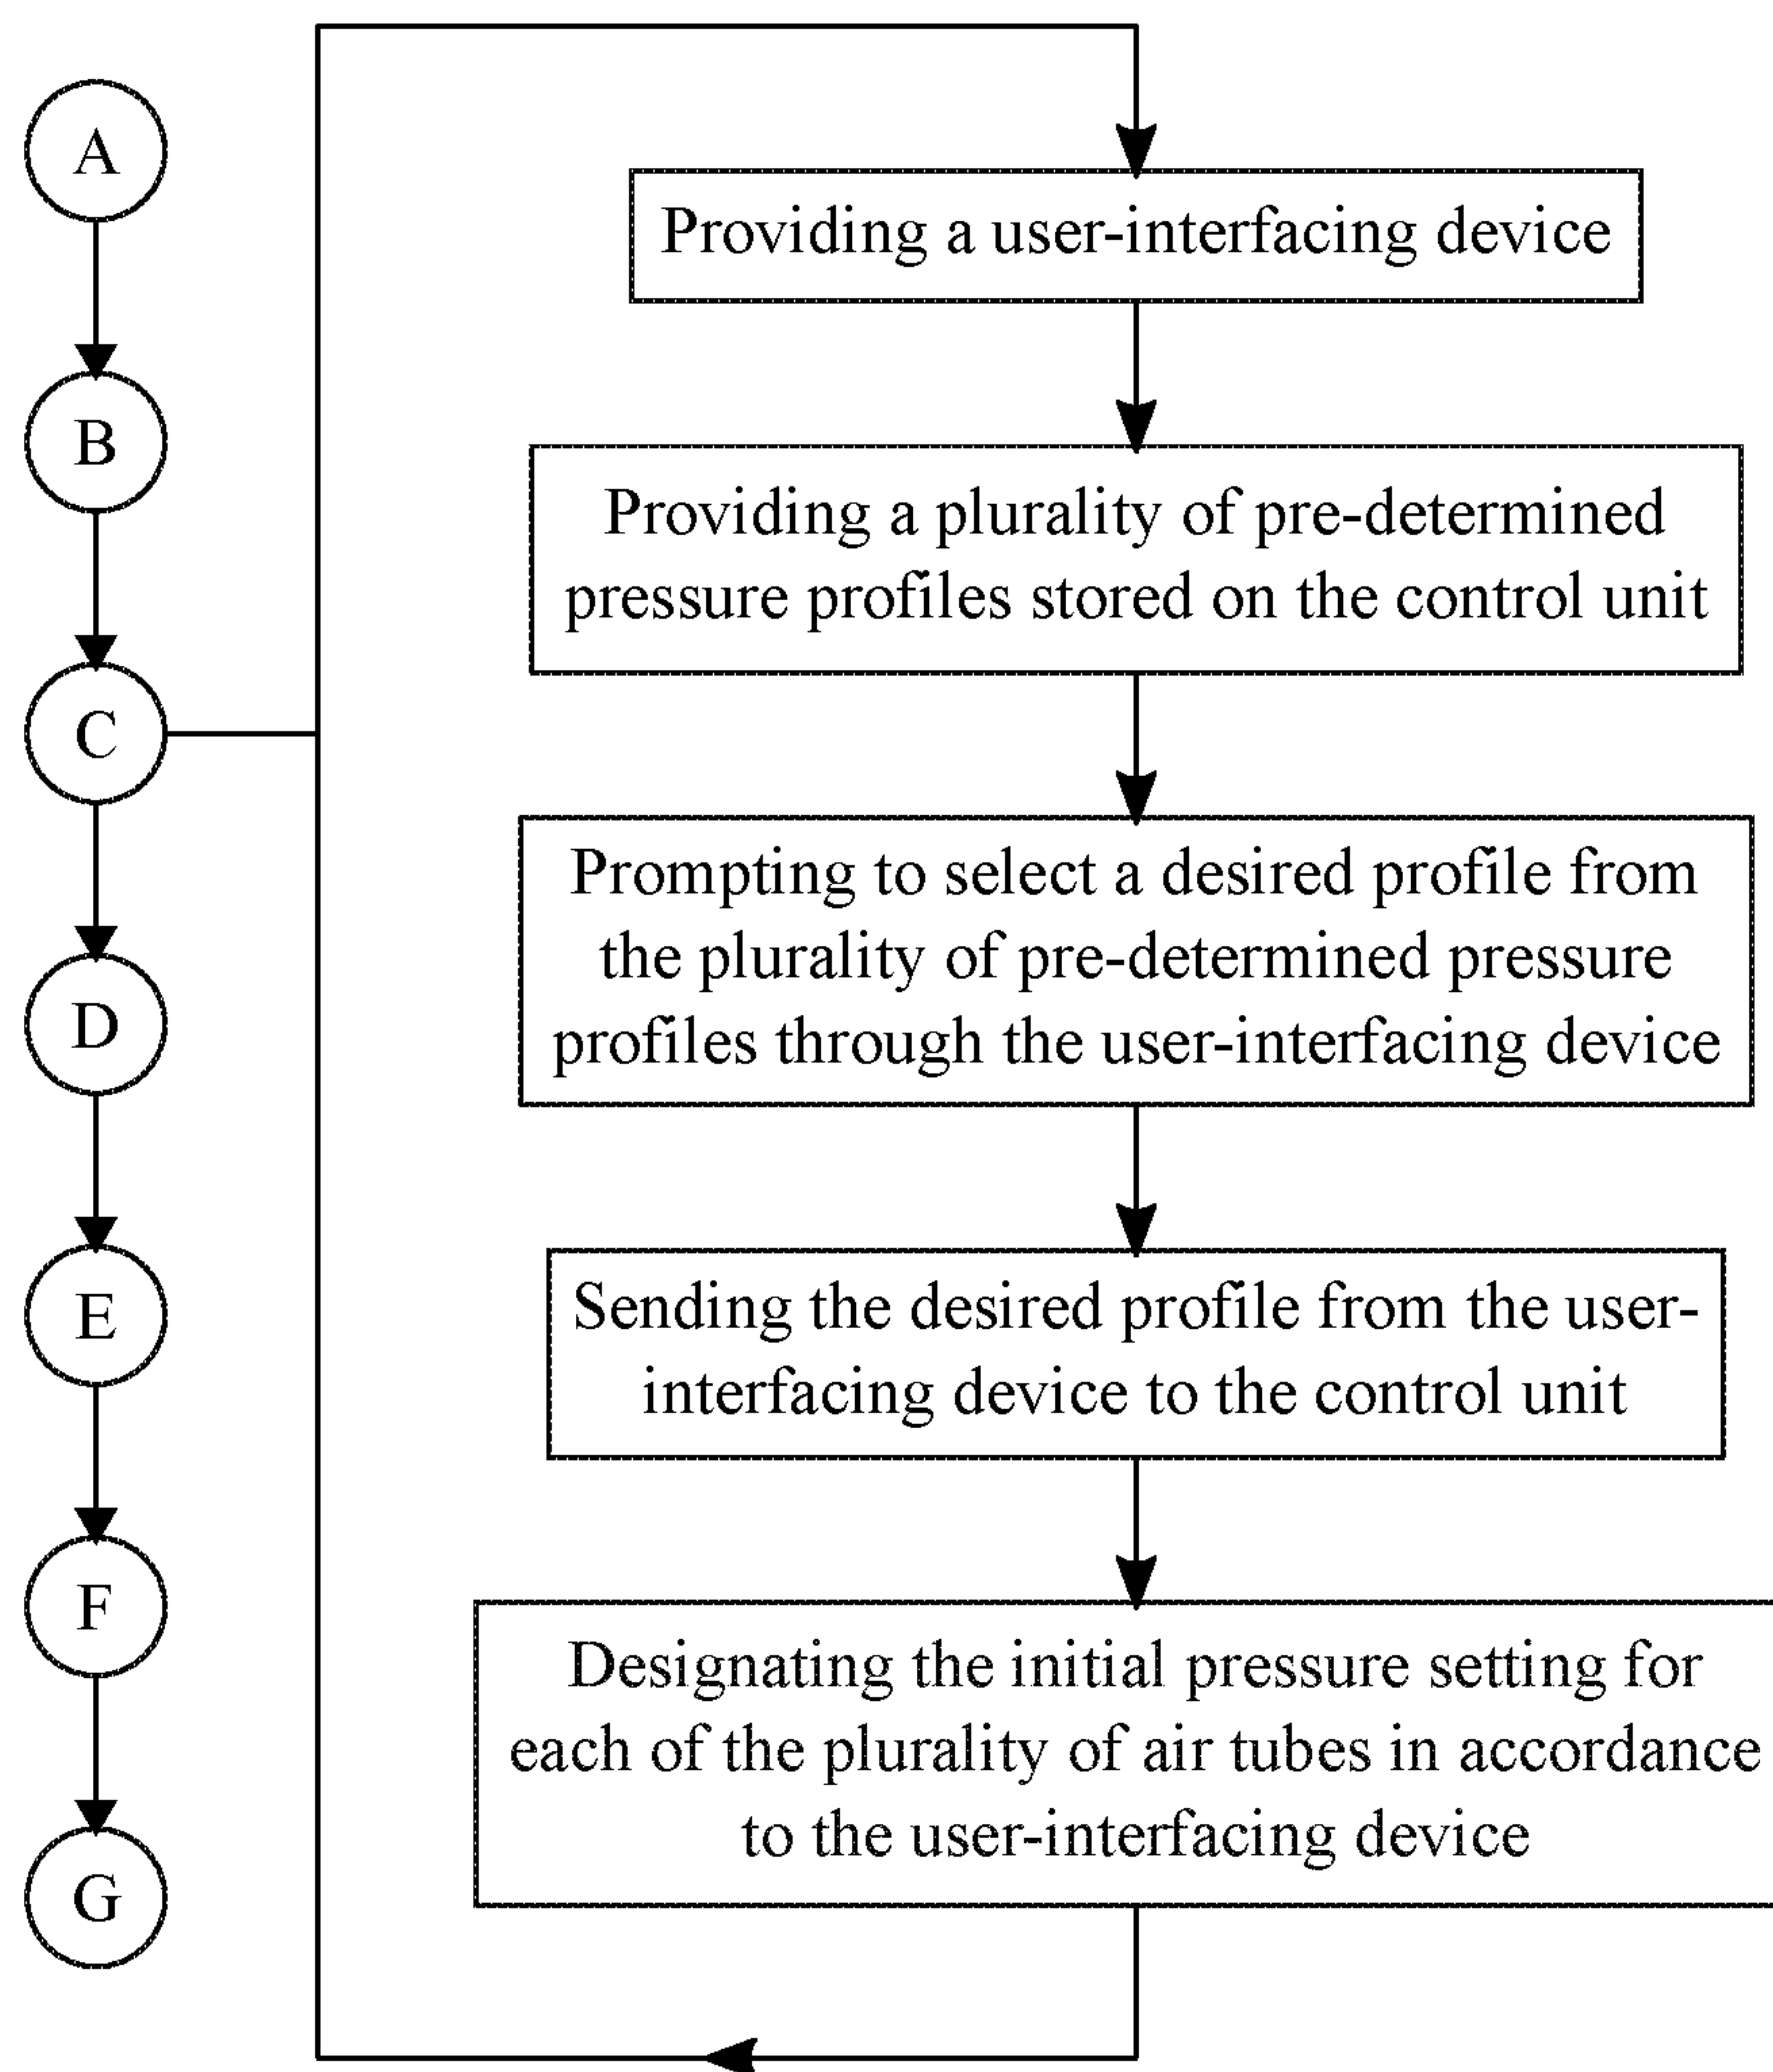 A
B
C
D
E
F
G
Providing a user-interfacing device
Providing a plurality of pre-determined
pressure profiles stored on the control unit
Prompting to select a desired profile from
the plurality of pre-determined pressure
profiles through the user-interfacing device
Sending the desired profile from the user-
interfacing device to the control unit
Designating the initial pressure setting for
each of the plurality of air tubes in accordance
to the user-interfacing device